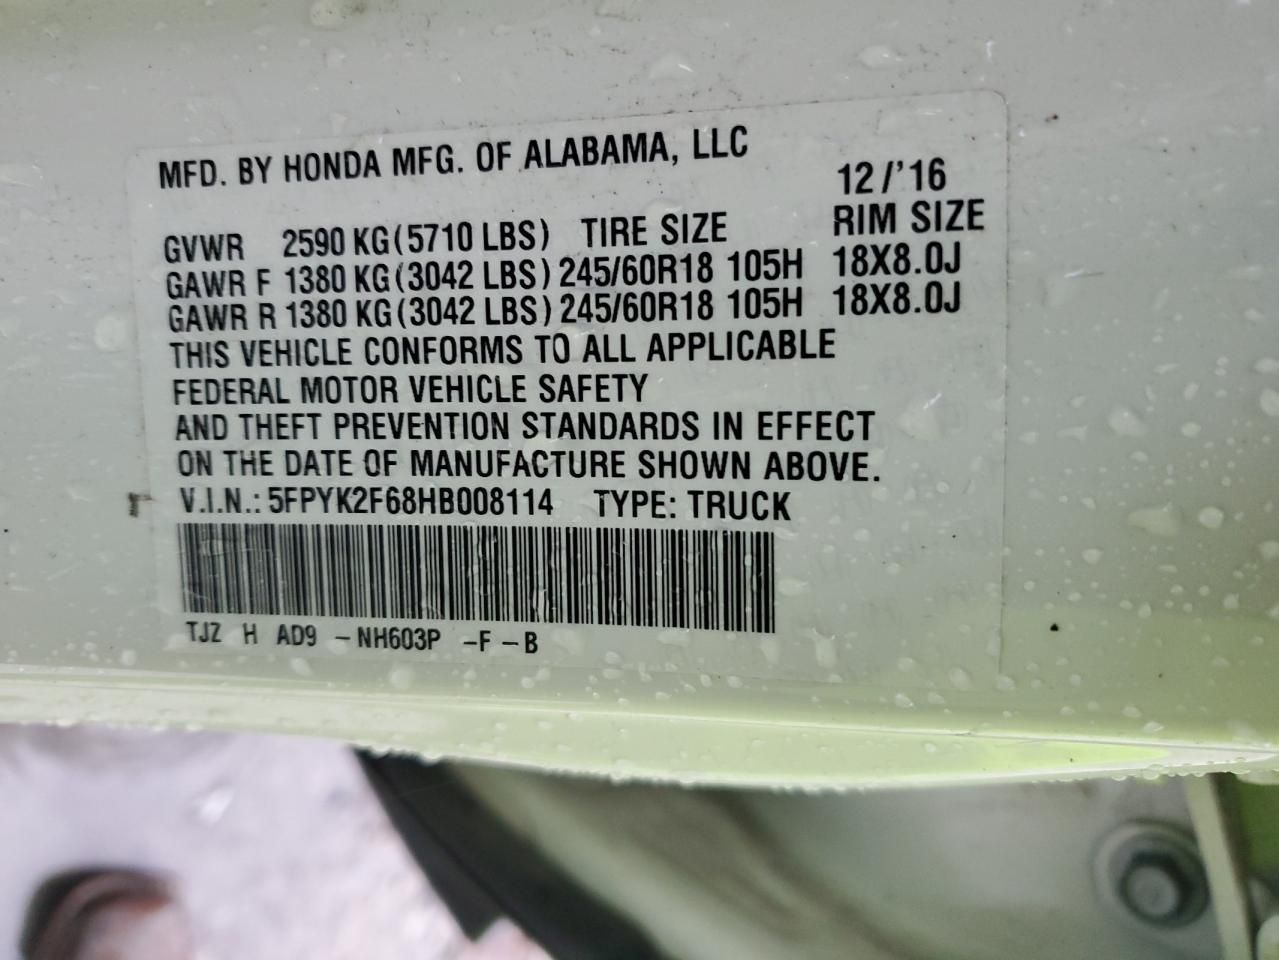 MFD. BY HONDA MFG. OF ALABAMA, LLC
12/'16
GVWR 2590 KG(5710 LBS) TIRE SIZE RIM SIZE
GAWR F 1380 KG(3042 LBS) 245/60R18 105H 18X8.0J
GAWR R 1380 KG(3042 LBS) 245/60R18 105H 18X8.0J
THIS VEHICLE CONFORMS TO ALL APPLICABLE
FEDERAL MOTOR VEHICLE SAFETY
AND THEFT PREVENTION STANDARDS IN EFFECT
ON THE DATE OF MANUFACTURE SHOWN ABOVE.
V.I.N.: 5FPYK2F68HB008114 TYPE: TRUCK
TJZ H AD9 -NH603P -F -B